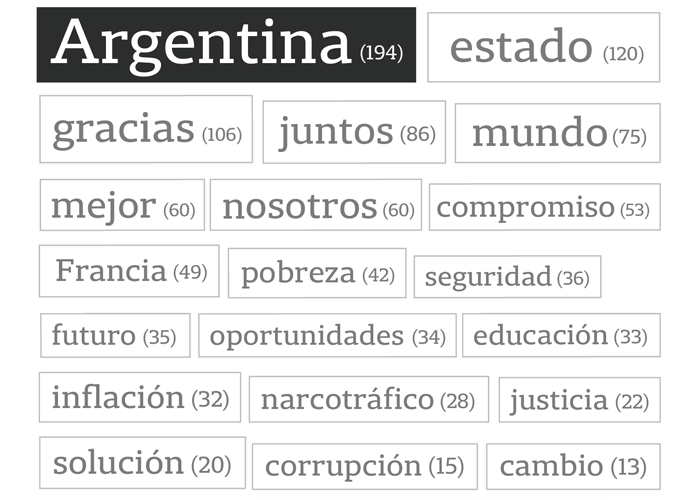 Argentina (194) estado (120)
gracias (106) juntos (86) mundo (75)
mejor (60) nosotros (60) compromiso (53)
Francia (49) pobreza (42) seguridad (36)
futuro (35) oportunidades (34) educación (33)
inflación (32) narcotráfico (28) justicia (22)
solución (20) corrupción (15) cambio (13)